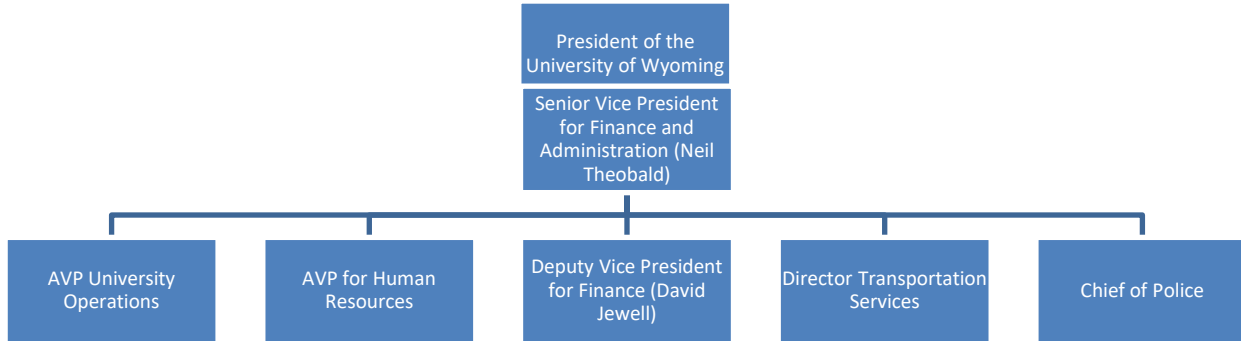 President of the
University of Wyoming
Senior Vice President
for Finance and
Administration (Neil
Theobald)
AVP University
Operations
AVP for Human
Resources
Deputy Vice President
for Finance (David
Jewell)
Director Transportation
Services
Chief of Police